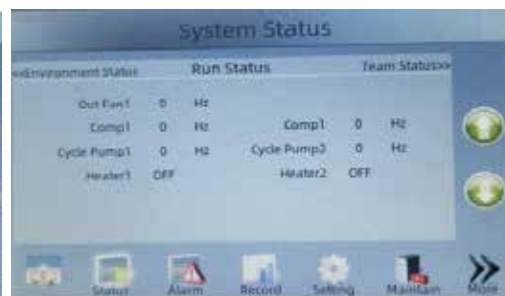 System Status
<<Environment Status Run Status Team Status>>
Out Fan1 0 Hz
Comp1 0 Hz Comp1 0 Hz
Cycle Pump1 0 Hz Cycle Pump2 0 Hz
Heater1 OFF Heater2 OFF
Status Alarm Record Setting Maintain More